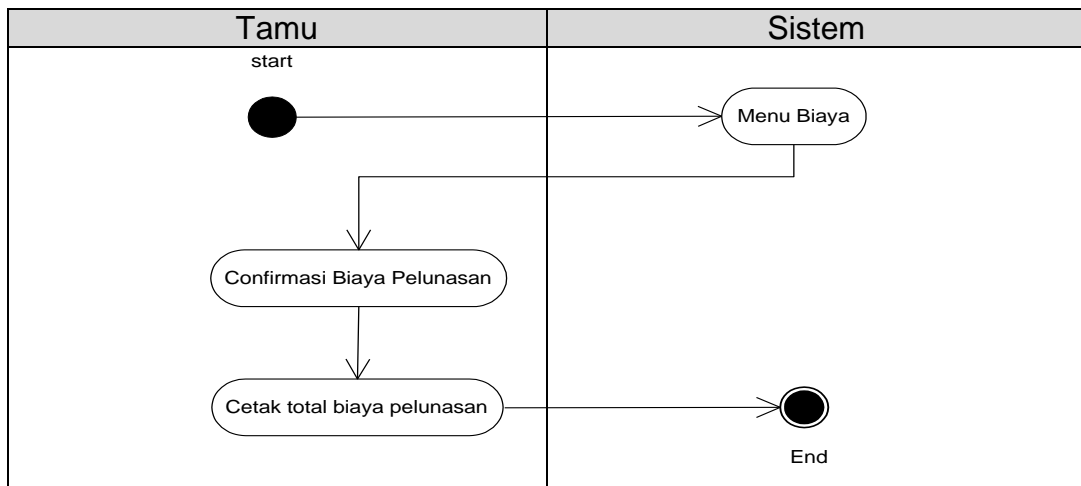 Tamu
Sistem
start
Menu Biaya
Confirmasi Biaya Pelunasan
Cetak total biaya pelunasan
End